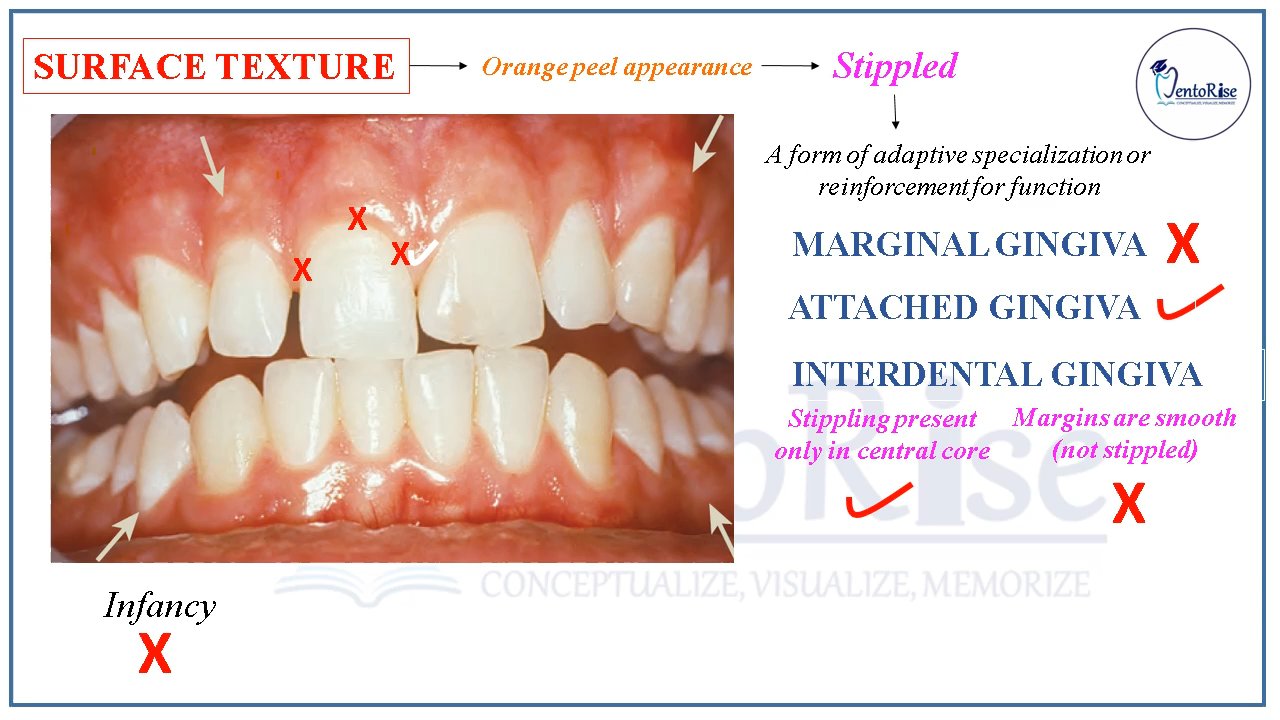 SURFACE TEXTURE
Orange peel appearance
Stippled
DentoRise
CONCEPTUALIZE, VISUALIZE, MEMORIZE
A form of adaptive specialization or
reinforcement for function
X
X
X
MARGINAL GINGIVA X
ATTACHED GINGIVA
INTERDENTAL GINGIVA
Stippling present
only in central core
Margins are smooth
(not stippled)
X
toRise
CONCEPTUALIZE, VISUALIZE, MEMORIZE
Infancy
X